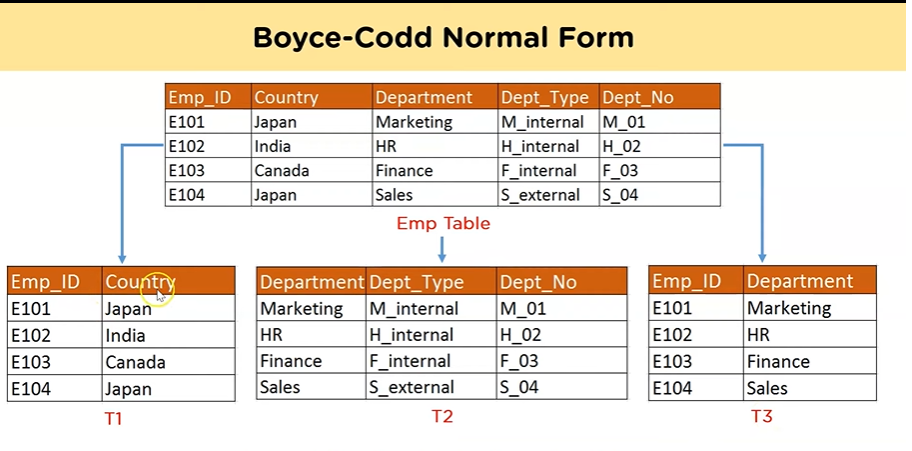 Boyce-Codd Normal Form
Emp_ID Country Department Dept_Type Dept_No
E101 Japan Marketing M_internal M_01
E102 India HR H_internal H_02
E103 Canada Finance F_internal F_03
E104 Japan Sales S_external S_04
Emp Table
Emp_ID Country
E101 Japan
E102 India
E103 Canada
E104 Japan
T1
Department Dept_Type Dept_No
Marketing M_internal M_01
HR H_internal H_02
Finance F_internal F_03
Sales S_external S_04
T2
Emp_ID Department
E101 Marketing
E102 HR
E103 Finance
E104 Sales
T3